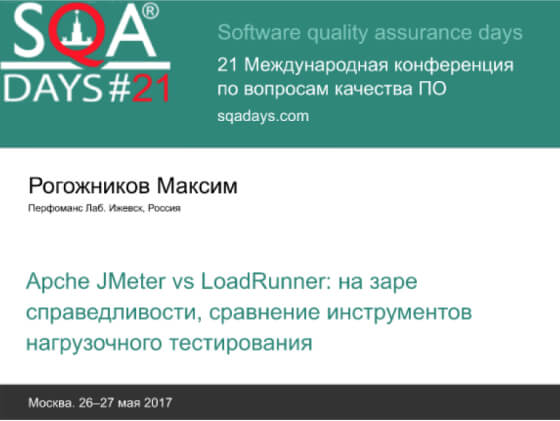 SQA®
DAYS#21
Software quality assurance days
21 Международная конференция
по вопросам качества ПО
sqadays.com
Рогожников Максим
Перфоманс Лаб. Ижевск, Россия
Apche JMeter vs LoadRunner: на заре
справедливости, сравнение инструментов
нагрузочного тестирования
Москва. 26–27 мая 2017